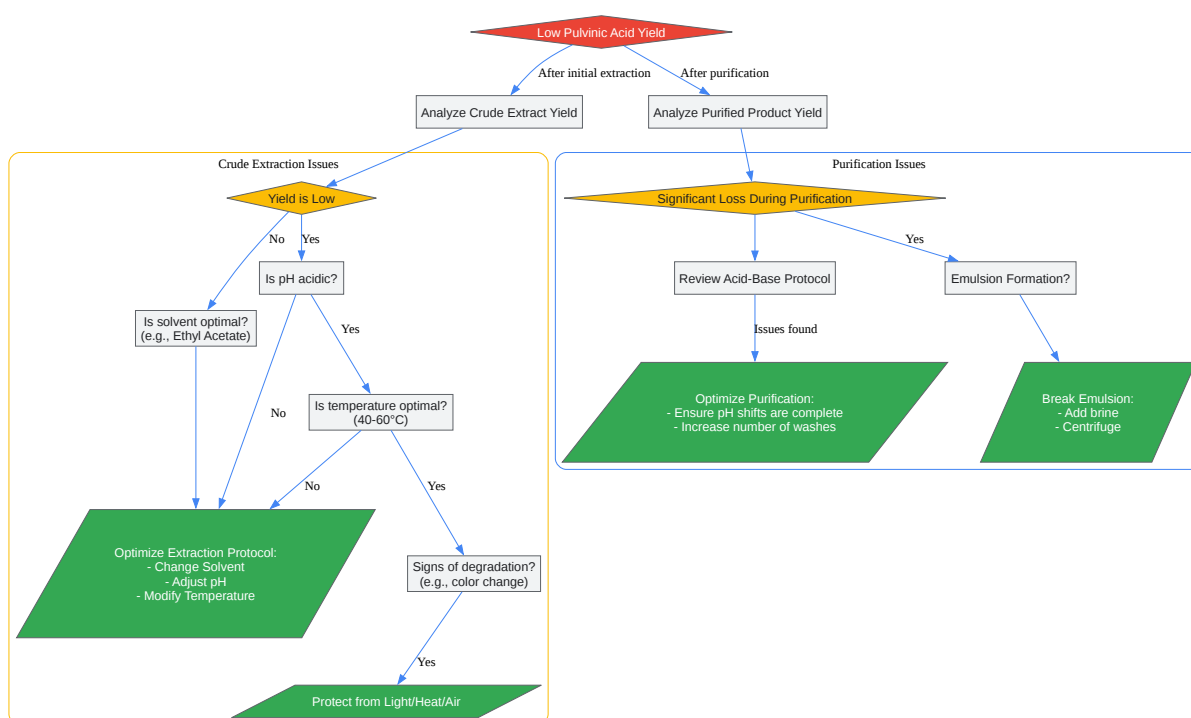 Low Pulvinic Acid Yield
After initial extraction
After purification
Analyze Crude Extract Yield
Analyze Purified Product Yield
Crude Extraction Issues
Purification Issues
Yield is Low
Significant Loss During Purification
No
Yes
Yes
Is pH acidic?
Review Acid-Base Protocol
Emulsion Formation?
Is solvent optimal?
(e.g., Ethyl Acetate)
Yes
Issues found
Optimize Purification:
- Ensure pH shifts are complete
- Increase number of washes
Break Emulsion:
- Add brine
- Centrifuge
Is temperature optimal?
(40-60°C)
No
No
Yes
Optimize Extraction Protocol:
- Change Solvent
- Adjust pH
- Modify Temperature
Signs of degradation?
(e.g., color change)
Yes
Protect from Light/Heat/Air